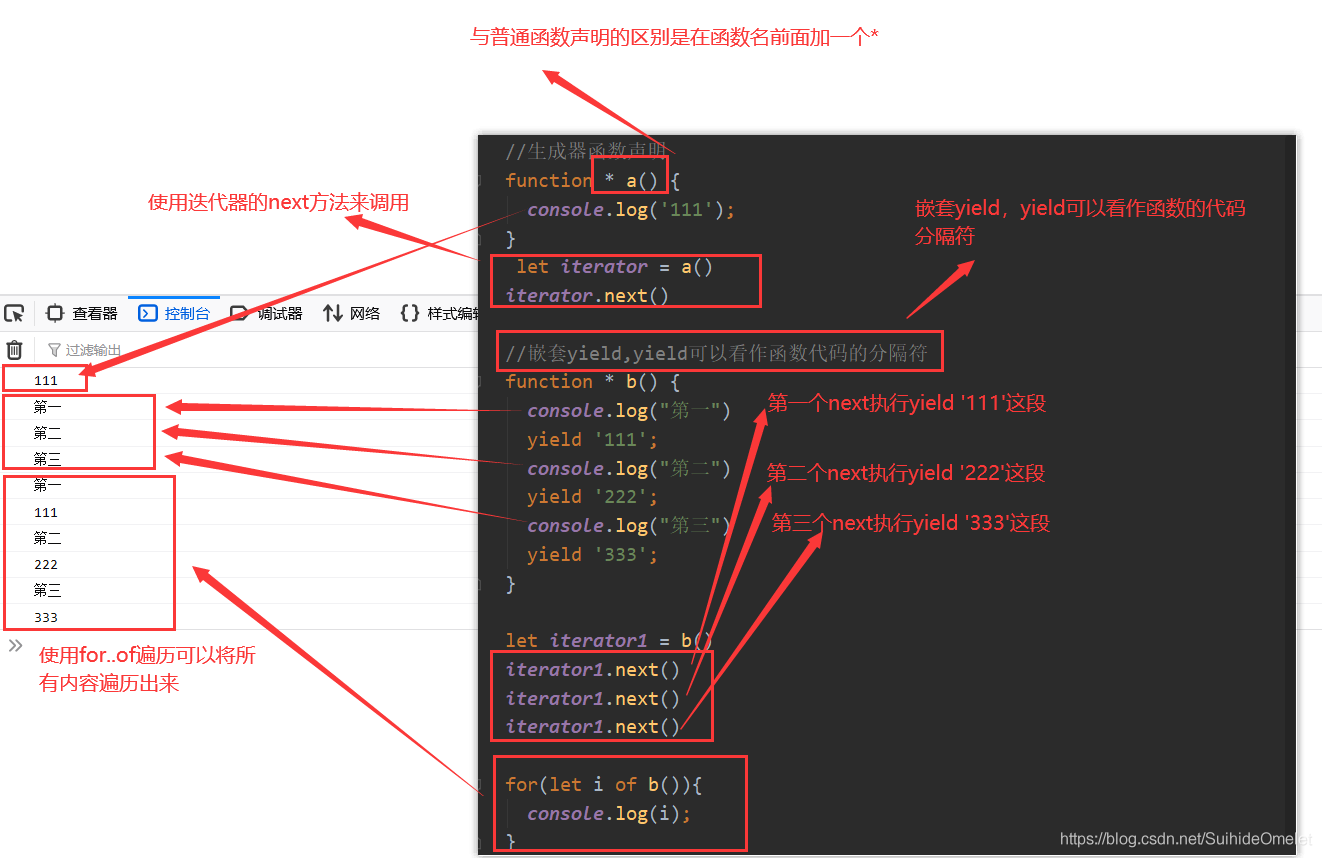 与普通函数声明的区别是在函数名前面加一个*
使用迭代器的next方法来调用
查看器
控制台
调试器
网络
样式编辑
过滤输出
111
第一
第二
第三
第一
111
第二
222
第三
333
使用for..of遍历可以将所
有内容遍历出来
//生成器函数声明
function * a() {
console.log('111');
}
let iterator = a()
iterator.next()
嵌套yield，yield可以看作函数的代码
分隔符
//嵌套yield,yield可以看作函数代码的分隔符
function * b() {
console.log("第一")
yield '111';
console.log("第二")
yield '222';
console.log("第三")
yield '333';
}
第一个next执行yield '111'这段
第二个next执行yield '222'这段
第三个next执行yield '333'这段
let iterator1 = b()
iterator1.next()
iterator1.next()
iterator1.next()
for(let i of b()){
console.log(i);
}
https://blog.csdn.net/SuihideOmelet